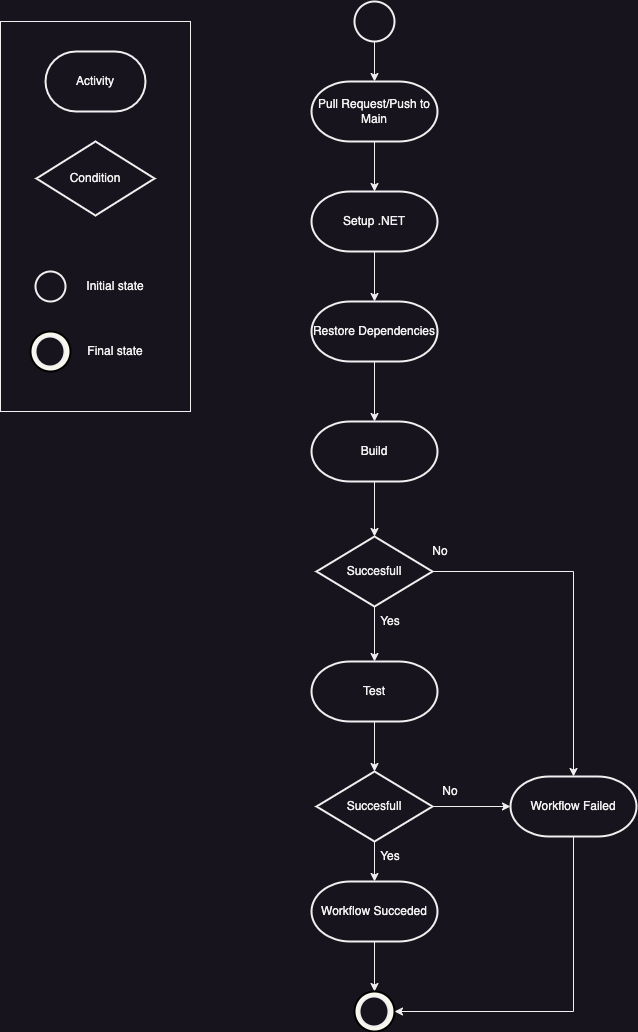 Activity
Condition
Initial state
Final state
Pull Request/Push to
Main
Setup .NET
Restore Dependencies
Build
Succesfull
No
Yes
Test
Succesfull
No
Workflow Failed
Yes
Workflow Succeded